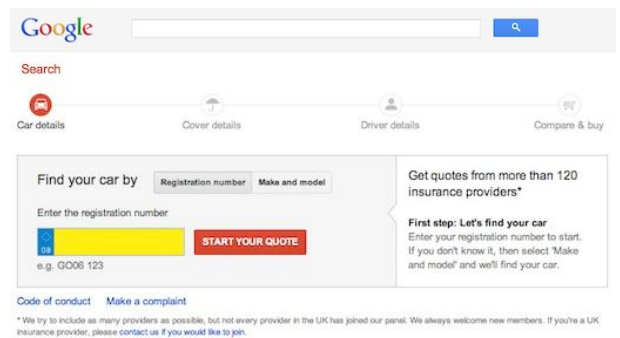 Google
Search
Car details
Cover details
Driver details
Compare & buy
Find your car by
Registration number
Make and model
Enter the registration number
GB
START YOUR QUOTE
e.g. GO06 123
Get quotes from more than 120
insurance providers*
First step: Let's find your car
Enter your registration number to start.
If you don't know it, then select 'Make
and model' and we'll find your car.
Code of conduct
Make a complaint
* We try to include as many providers as possible, but not every provider in the UK has joined our panel. We always welcome new members. If you're a UK
insurance provider, please contact us if you would like to join.